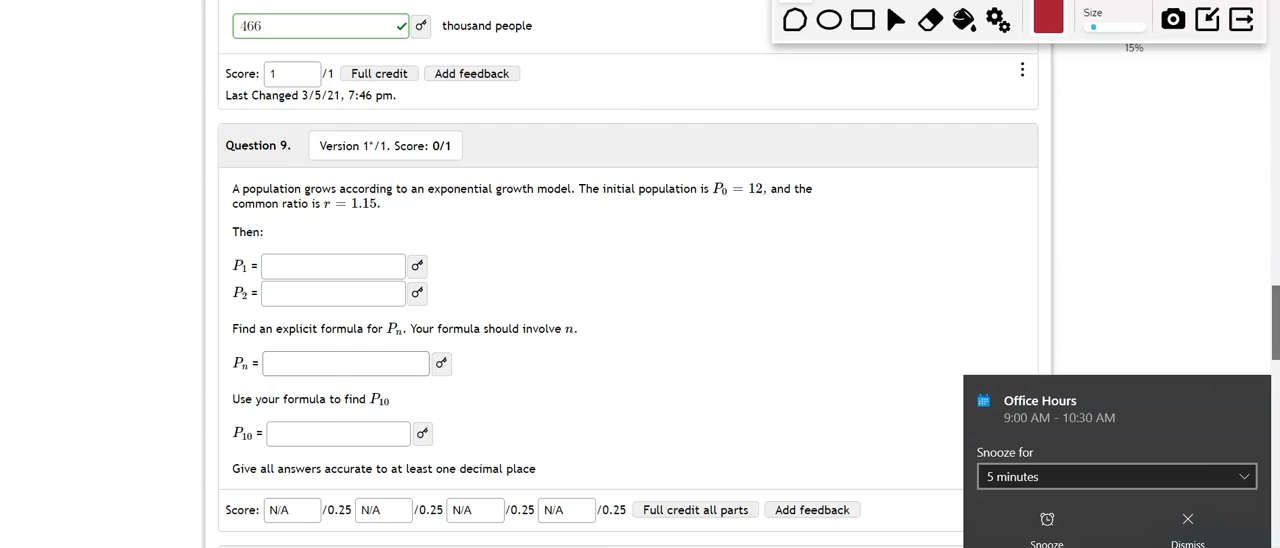 466 thousand people
Size
15%
Score: 1 /1 Full credit Add feedback
Last Changed 3/5/21, 7:46 pm.
Question 9. Version 1*/1. Score: 0/1
A population grows according to an exponential growth model. The initial population is P₀ = 12, and the
common ratio is r = 1.15.
Then:
P₁ =
P₂ =
Find an explicit formula for Pₙ. Your formula should involve n.
Pₙ =
Use your formula to find P₁₀
P₁₀ =
Give all answers accurate to at least one decimal place
Score: N/A /0.25 N/A /0.25 N/A /0.25 N/A /0.25 Full credit all parts Add feedback
Office Hours
9:00 AM - 10:30 AM
Snooze for
5 minutes
Snooze Dismiss